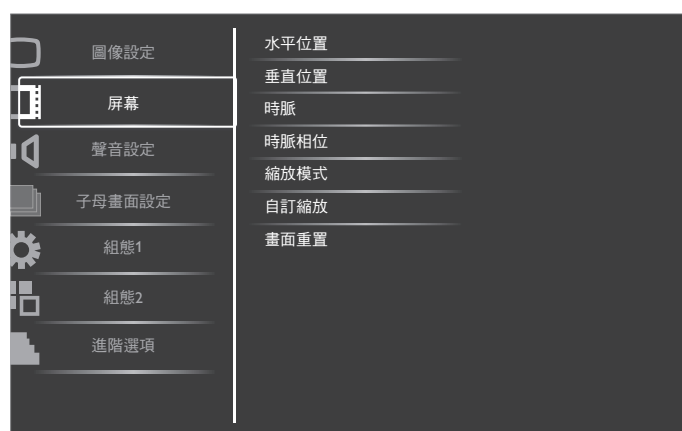 圖像設定
屏幕
聲音設定
子母畫面設定
組態1
組態2
進階選項
水平位置
垂直位置
時脈
時脈相位
縮放模式
自訂縮放
畫面重置